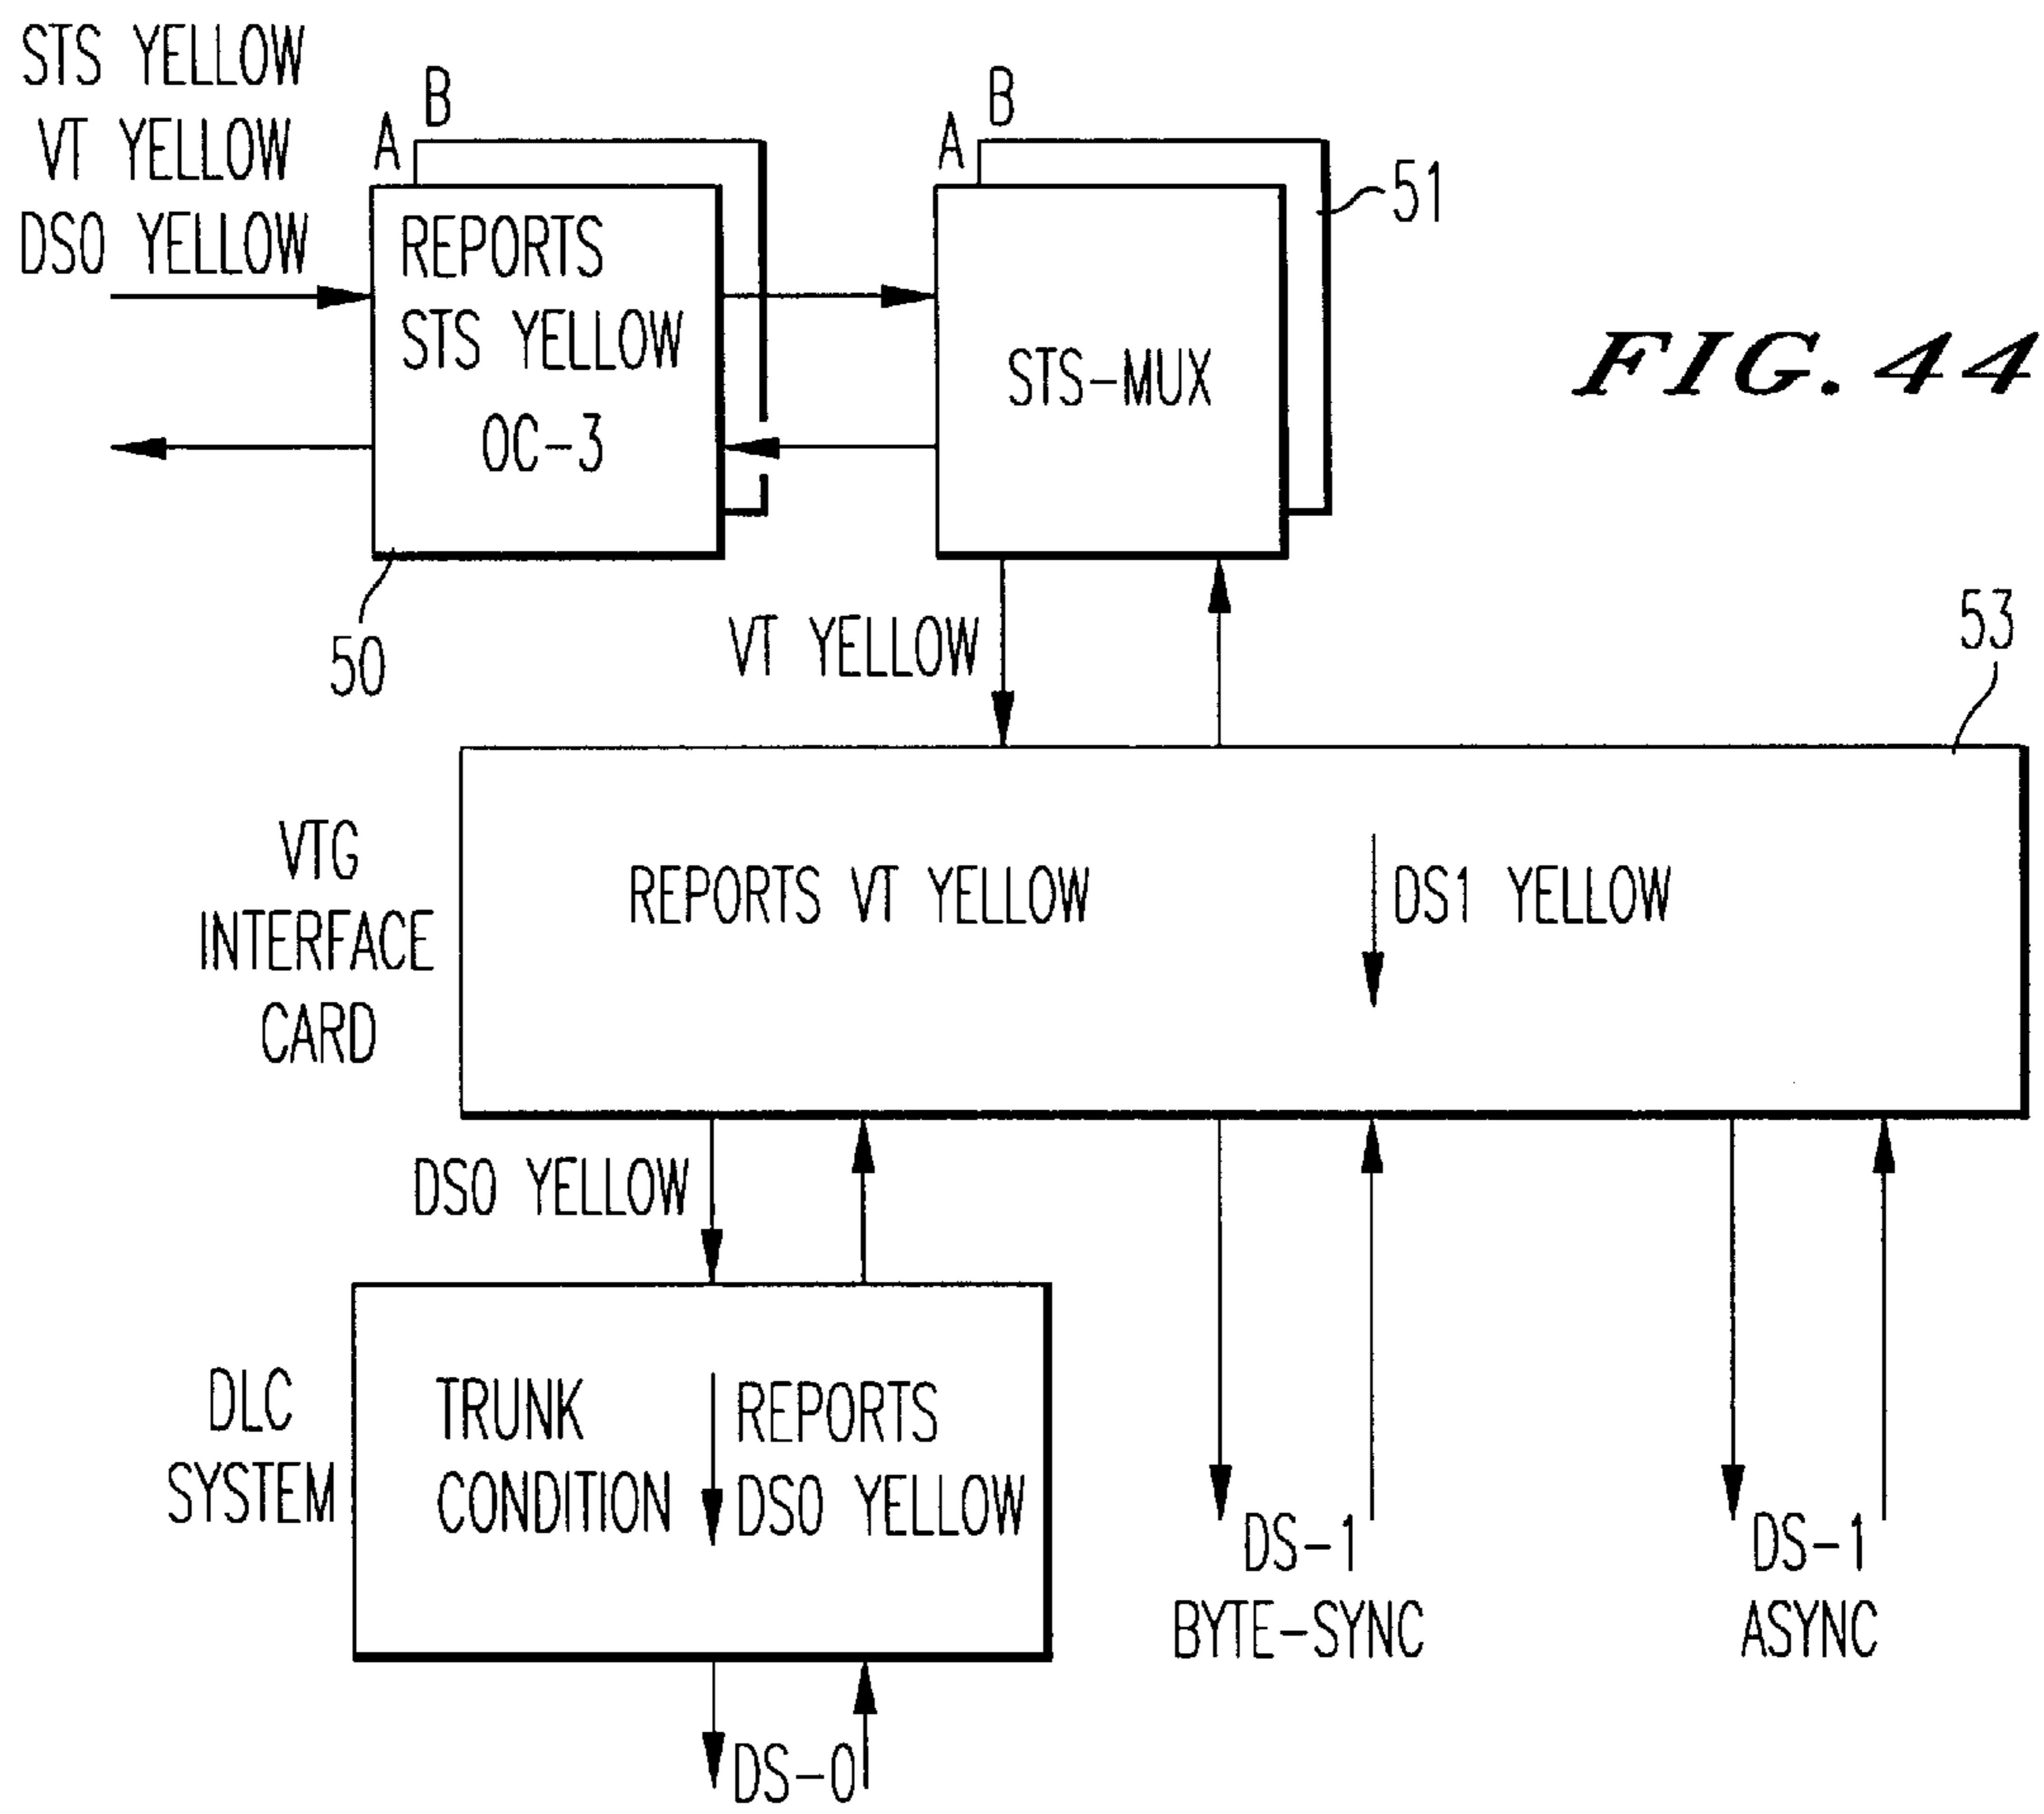 STS YELLOW
VT YELLOW
DS0 YELLOW
A
B
REPORTS
STS YELLOW
OC-3
50
A
B
STS-MUX
51
FIG. 44
VT YELLOW
53
VTG
INTERFACE
CARD
REPORTS VT YELLOW
DS1 YELLOW
DS0 YELLOW
DLC
SYSTEM
TRUNK
CONDITION
REPORTS
DS0 YELLOW
DS-1
BYTE-SYNC
DS-1
ASYNC
DS-0